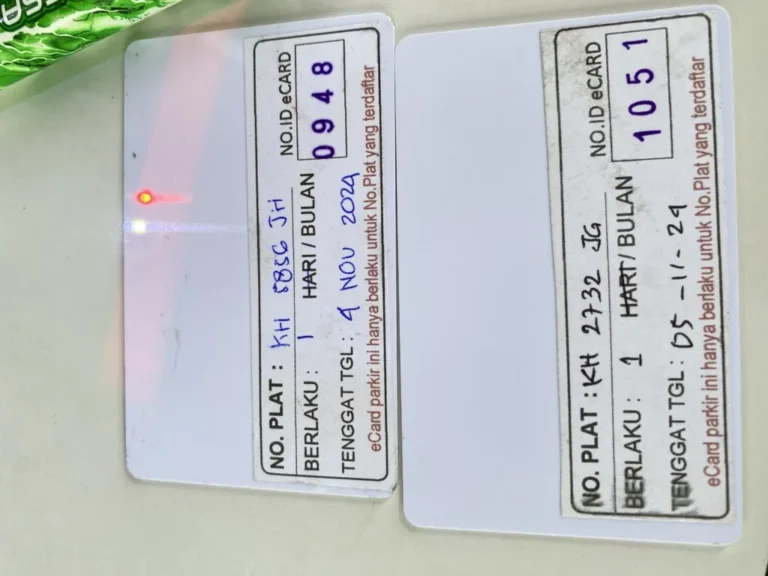 NO. PLAT : KH 5856 JH
BERLAKU : 1 HARI / BULAN
TENGGAT TGL : 4 NOV 2024
eCard parkir ini hanya berlaku untuk No.Plat yang terdaftar
NO.ID eCARD
0948
NO. PLAT : KH 2732 JG
BERLAKU : 1 HARI / BULAN
TENGGAT TGL : 05 - 11 - 24
eCard parkir ini hanya berlaku untuk No.Plat yang terdaftar
NO.ID eCARD
1051